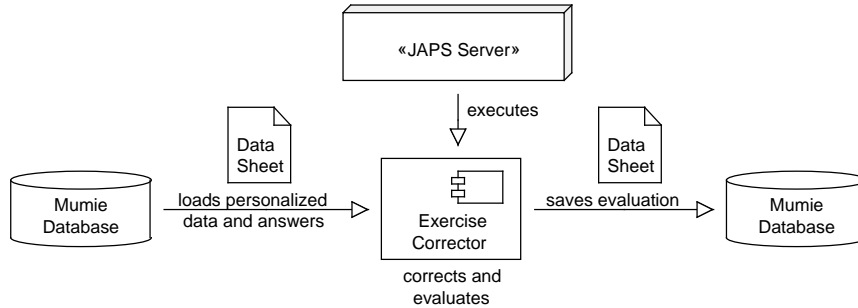 «JAPS Server»
executes
Data
Sheet
Data
Sheet
Mumie
Database
loads personalized
data and answers
Exercise
Corrector
saves evaluation
Mumie
Database
corrects and
evaluates